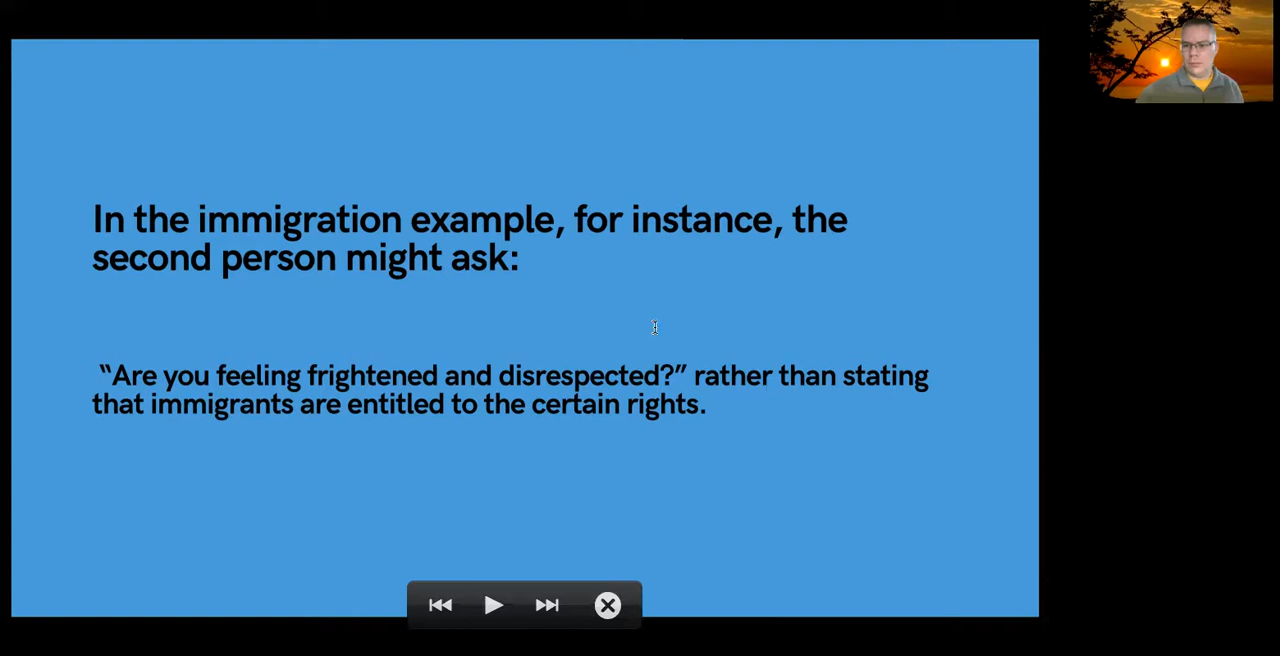 In the immigration example, for instance, the
second person might ask:
“Are you feeling frightened and disrespected?” rather than stating
that immigrants are entitled to the certain rights.